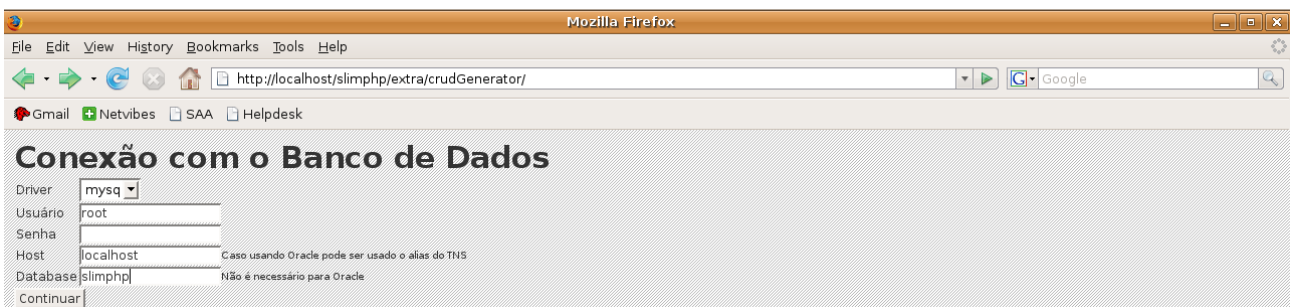 Mozilla Firefox
File Edit View History Bookmarks Tools Help
http://localhost/slimphp/extra/crudGenerator/ G Google
Gmail Netvibes SAA Helpdesk
Conexão com o Banco de Dados
Driver mysq
Usuário root
Senha
Host localhost Caso usando Oracle pode ser usado o alias do TNS
Database slimphp Não é necessário para Oracle
Continuar